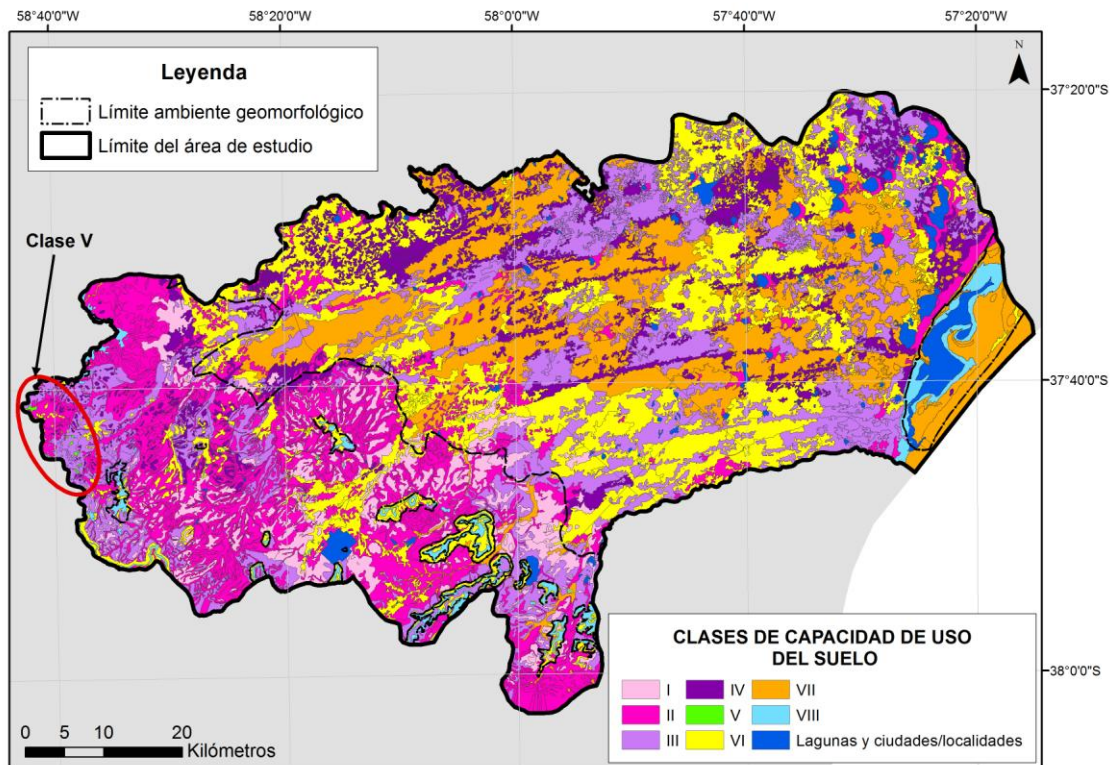 58°40'0"W
58°20'0"W
58°00'0"W
57°40'0"W
57°20'0"W
N
Leyenda
Límite ambiente geomorfológico
Límite del área de estudio
37°20'0"S
Clase V
37°40'0"S
38°0'0"S
CLASES DE CAPACIDAD DE USO
DEL SUELO
I IV VII
II V VIII
III VI Lagunas y ciudades/localidades
0 5 10 20
Kilómetros